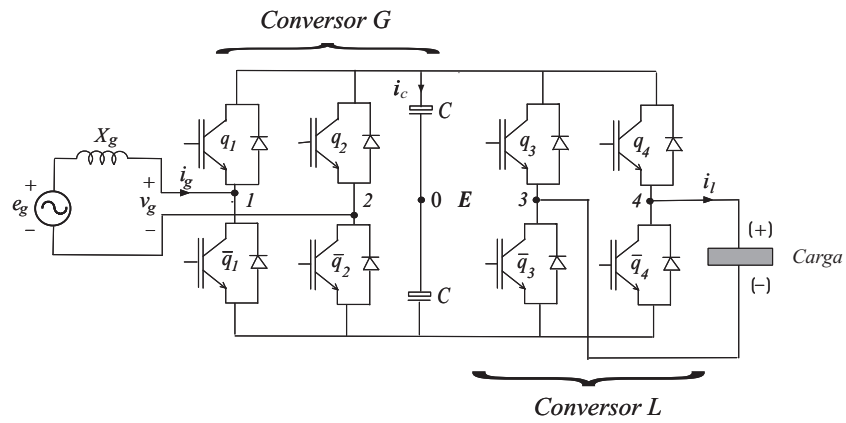 Conversor G
i_c
C
q_1
q_2
q_3
q_4
X_g
+
+
i_g
e_g
v_g
1
2
0
E
3
4
i_l
−
−
(+)
q̅_1
q̅_2
q̅_3
q̅_4
Carga
(−)
C
Conversor L